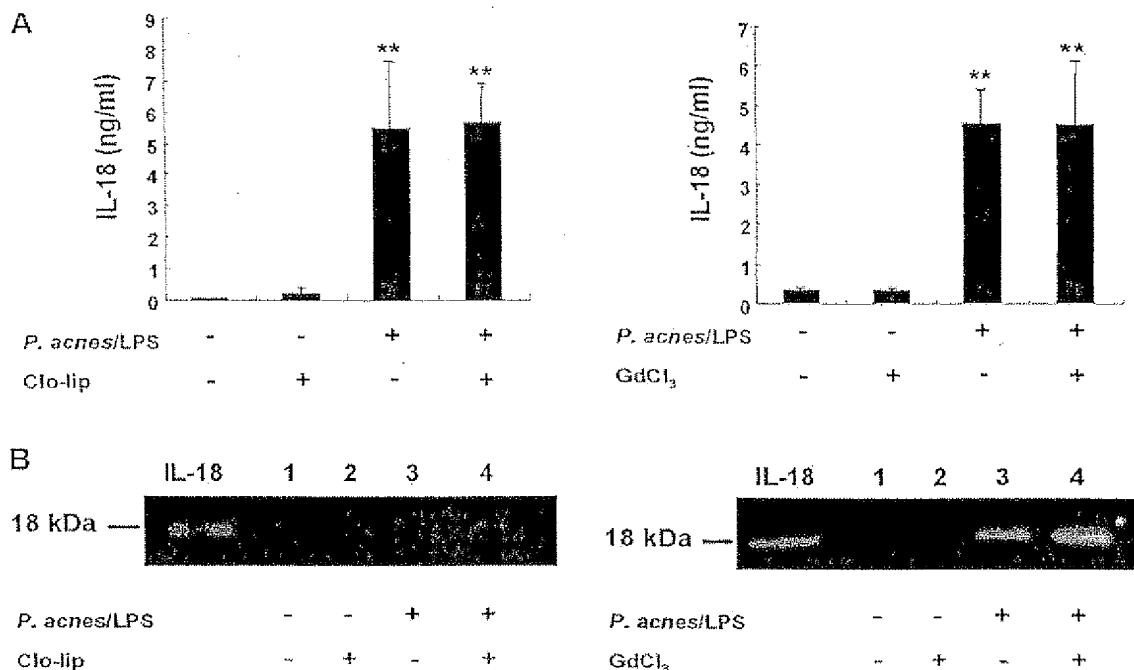 A
IL-18 (ng/ml)
9
8
7
6
5
4
3
2
1
0
**
**
P. acnes/LPS - - + +
Clo-lip - + - +
IL-18 (ng/ml)
7
6
5
4
3
2
1
0
**
**
P. acnes/LPS - - + +
GdCl₃ - + - +
B
IL-18 1 2 3 4
18 kDa
P. acnes/LPS - - + +
Clo-lip - + - +
IL-18 1 2 3 4
18 kDa
P. acnes/LPS - - + +
GdCl₃ - + - +